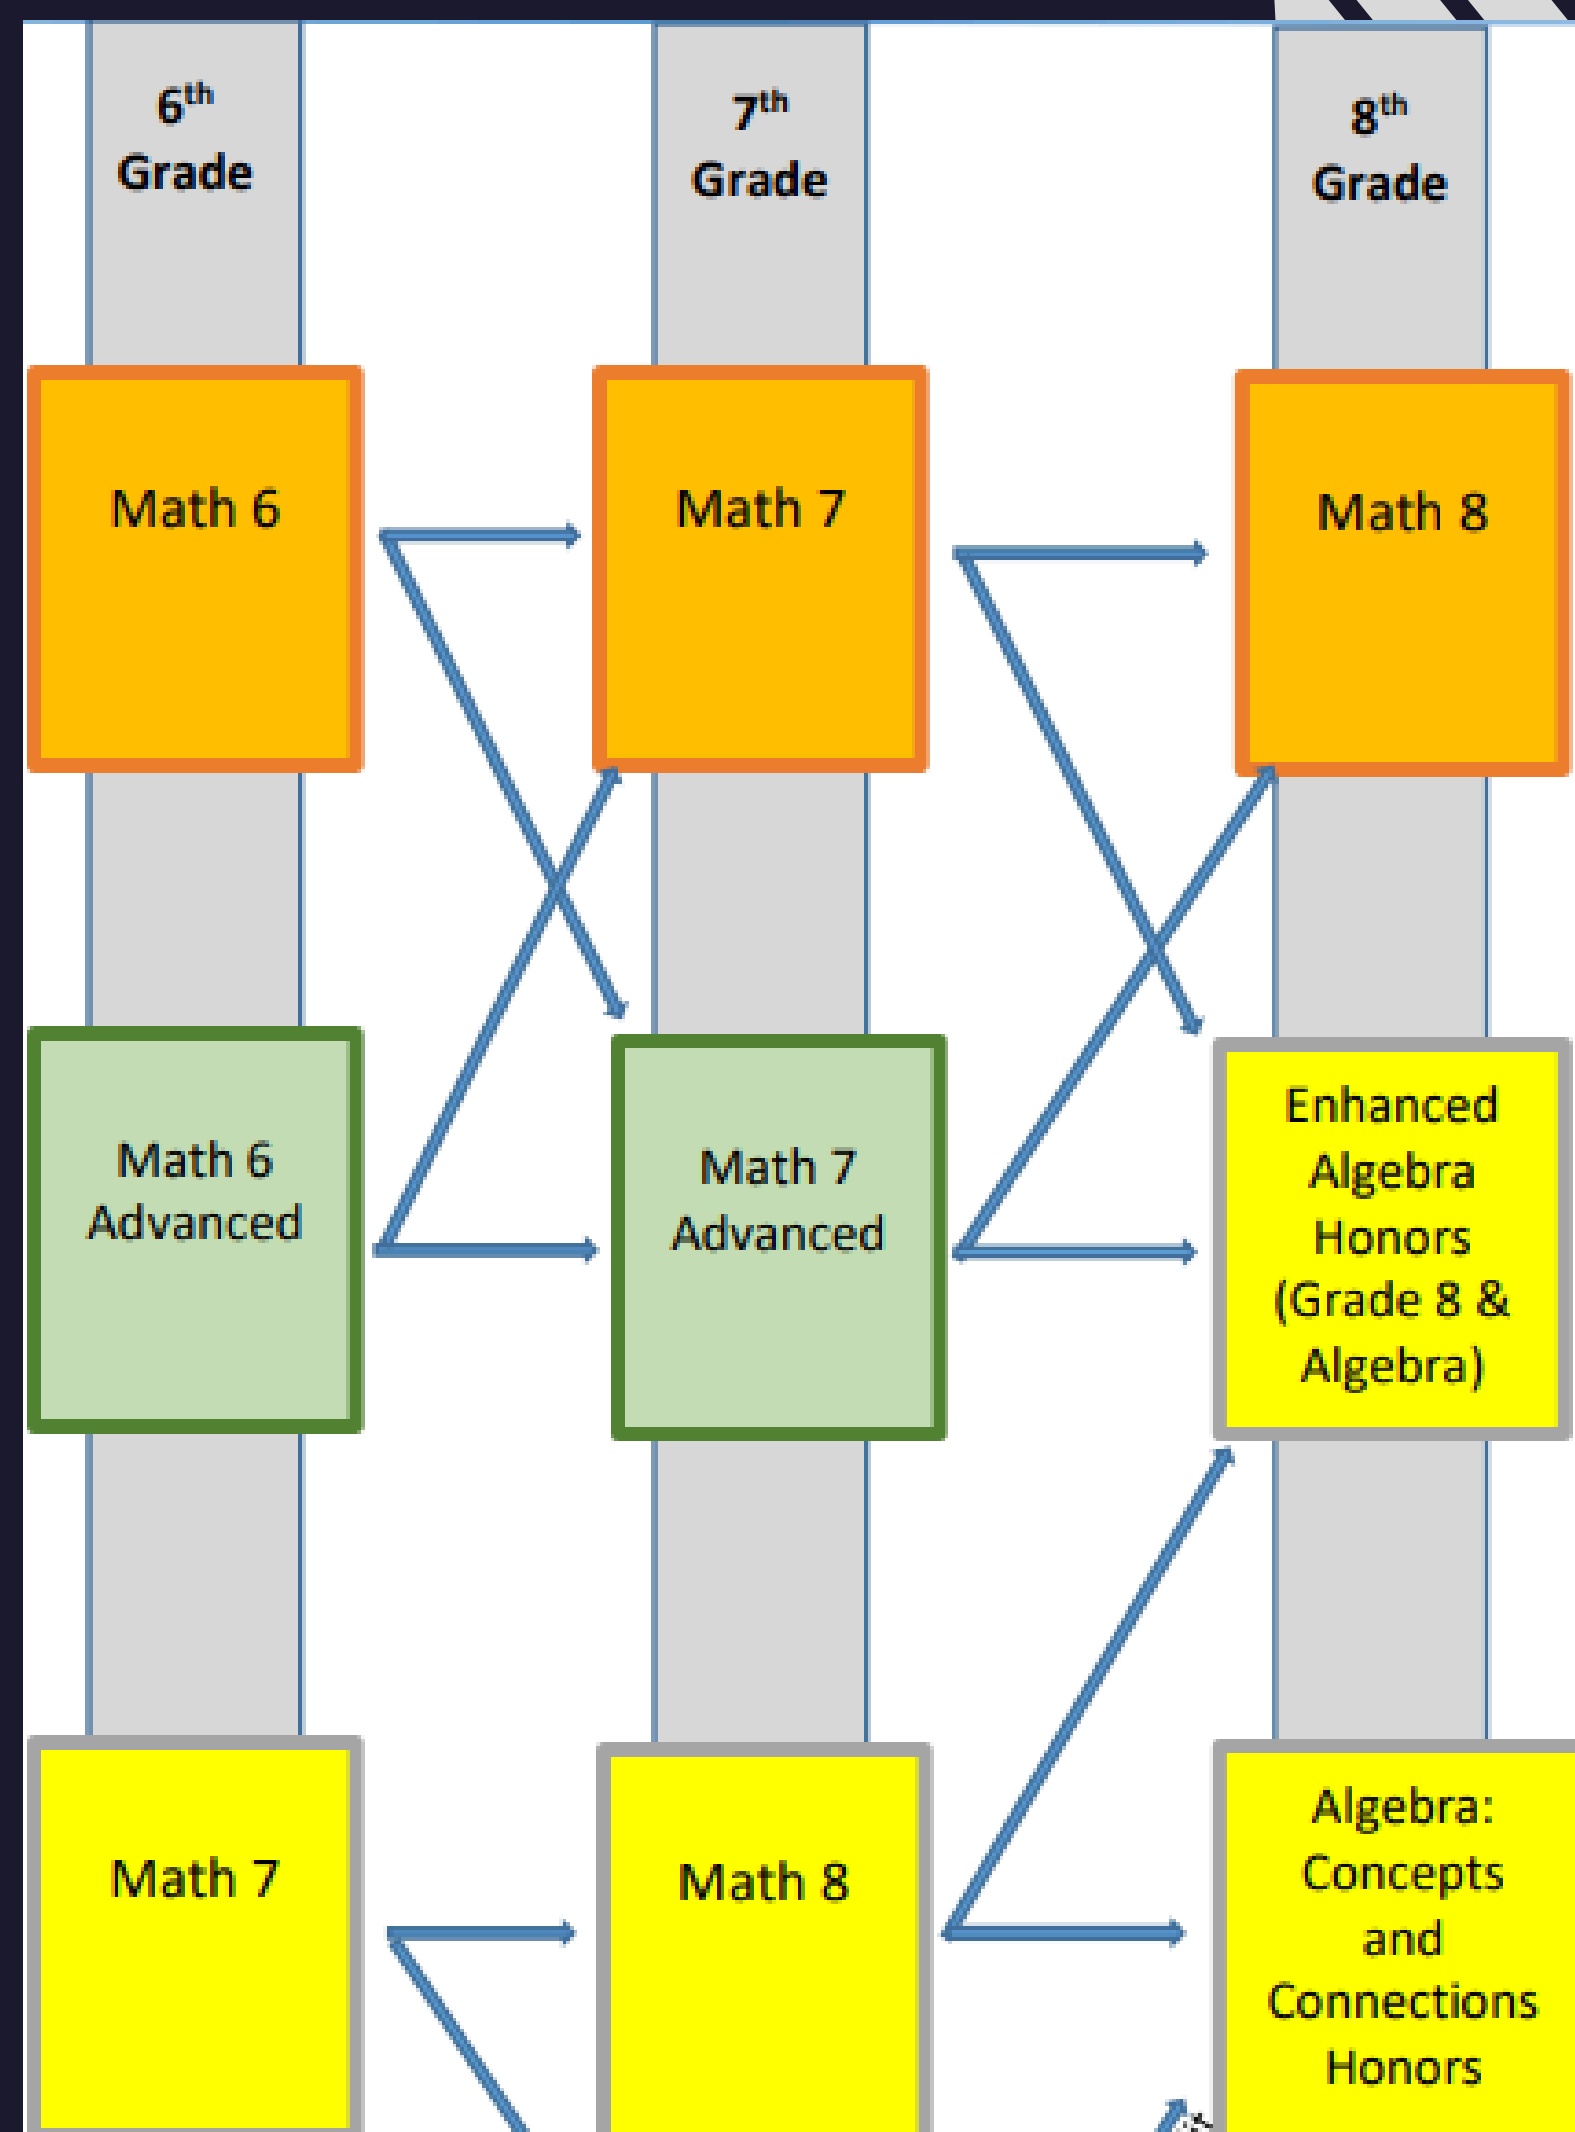 6th
Grade
7th
Grade
8th
Grade
Math 6
Math 7
Math 8
Math 6
Advanced
Math 7
Advanced
Enhanced
Algebra
Honors
(Grade 8 &
Algebra)
Math 7
Math 8
Algebra:
Concepts
and
Connections
Honors